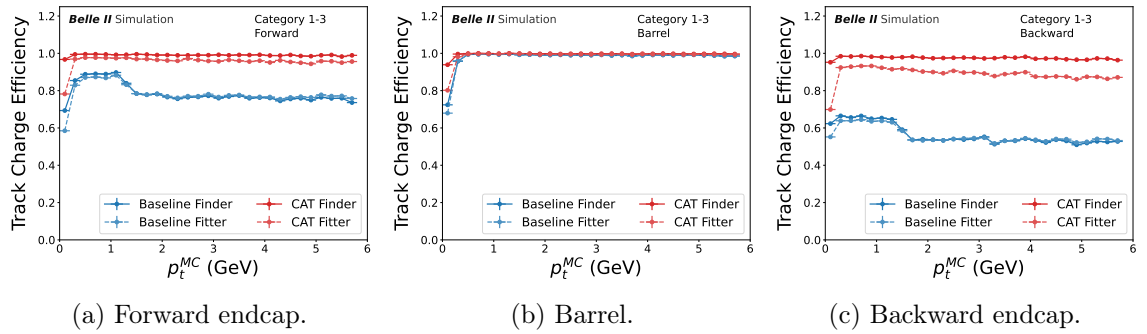 Belle II Simulation
Category 1-3
Forward
Track Charge Efficiency
1.2
1.0
0.8
0.6
0.4
0.2
0.0
Baseline Finder
Baseline Fitter
CAT Finder
CAT Fitter
0 1 2 3 4 5 6
p_t^{MC} (GeV)
(a) Forward endcap.
Belle II Simulation
Category 1-3
Barrel
Track Charge Efficiency
1.2
1.0
0.8
0.6
0.4
0.2
0.0
Baseline Finder
Baseline Fitter
CAT Finder
CAT Fitter
0 1 2 3 4 5 6
p_t^{MC} (GeV)
(b) Barrel.
Belle II Simulation
Category 1-3
Backward
Track Charge Efficiency
1.2
1.0
0.8
0.6
0.4
0.2
0.0
Baseline Finder
Baseline Fitter
CAT Finder
CAT Fitter
0 1 2 3 4 5 6
p_t^{MC} (GeV)
(c) Backward endcap.